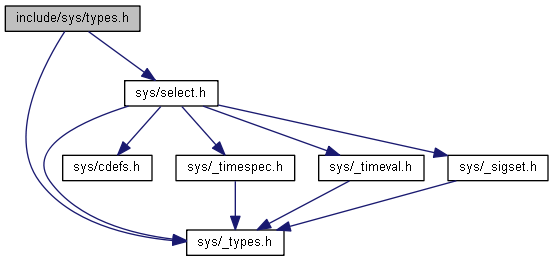 include/sys/types.h
sys/select.h
sys/cdefs.h
sys/_timespec.h
sys/_timeval.h
sys/_sigset.h
sys/_types.h